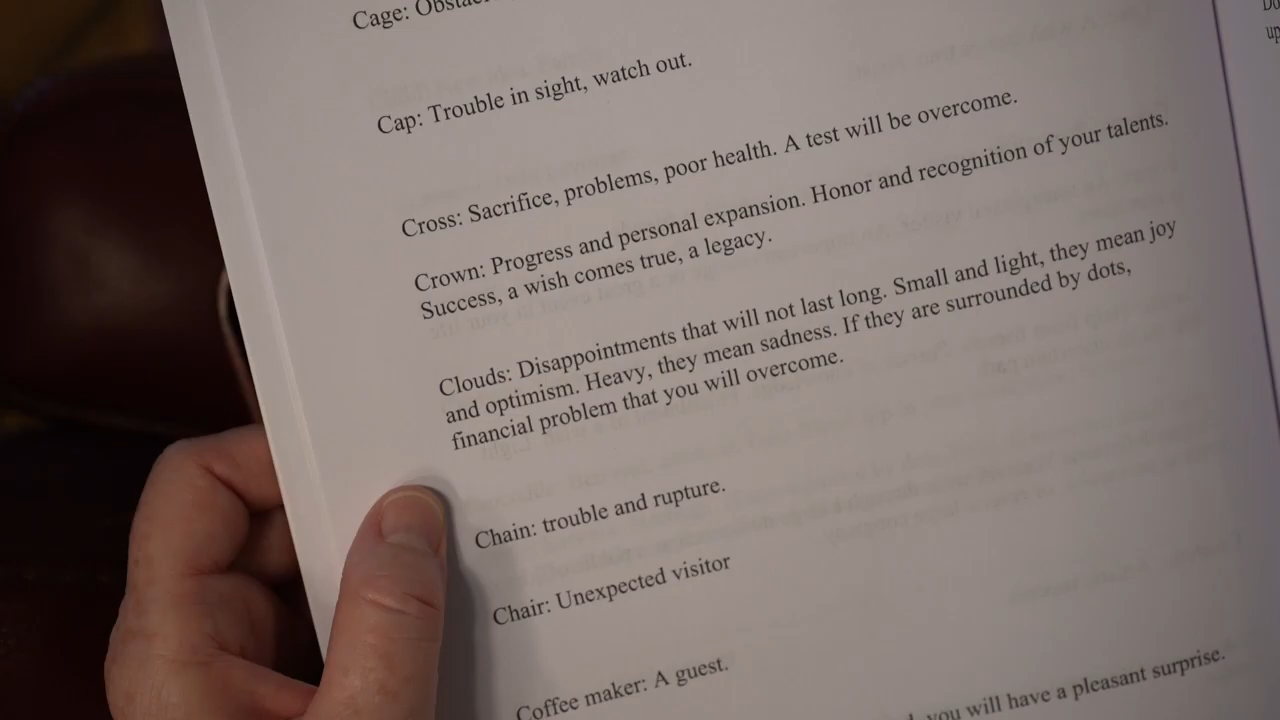 Cage:
Cap: Trouble in sight, watch out.
Cross: Sacrifice, problems, poor health. A test will be overcome.
Crown: Progress and personal expansion. Honor and recognition of your talents.
Success, a wish comes true, a legacy.
Clouds: Disappointments that will not last long. Small and light, they mean joy
and optimism. Heavy, they mean sadness. If they are surrounded by dots,
financial problem that you will overcome.
Chain: trouble and rupture.
Chair: Unexpected visitor
Coffee maker: A guest.
you will have a pleasant surprise.
up